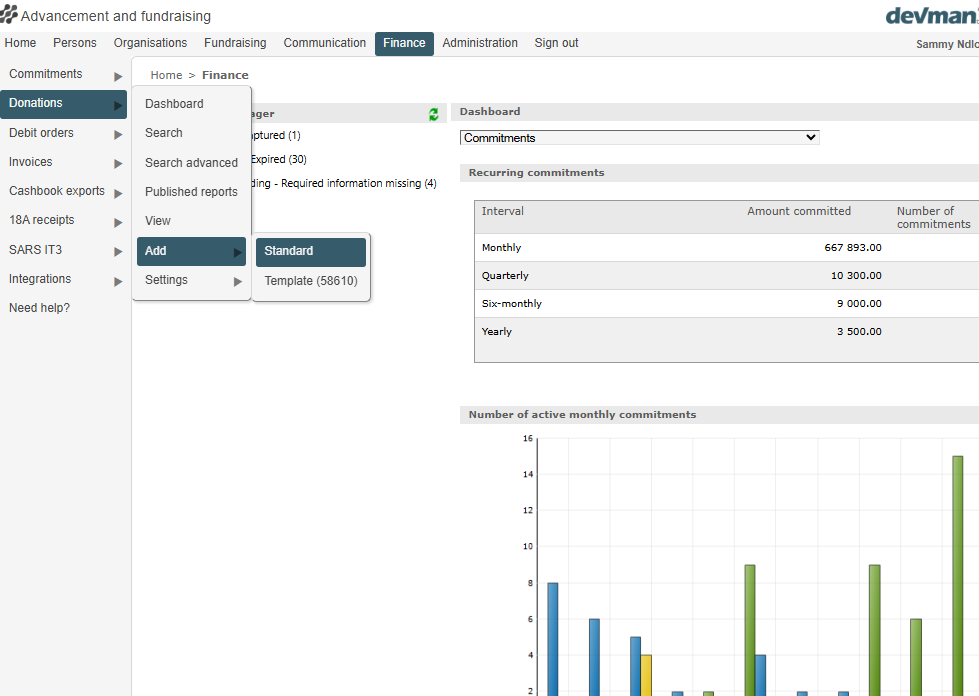 Advancement and fundraising
devman
Home Persons Organisations Fundraising Communication Finance Administration Sign out
Sammy
Commitments
Donations
Debit orders
Invoices
Cashbook exports
18A receipts
SARS IT3
Integrations
Need help?
Home > Finance
Dashboard
Search
Search advanced
Published reports
View
Add
Settings
Standard
Template (58610)
(1)
Expired (30)
- Required information missing (4)
Dashboard
Commitments
Recurring commitments
Interval Amount committed Number of
commitments
Monthly 667 893.00
Quarterly 10 300.00
Six-monthly 9 000.00
Yearly 3 500.00
Number of active monthly commitments
16
14
12
10
8
6
4
2